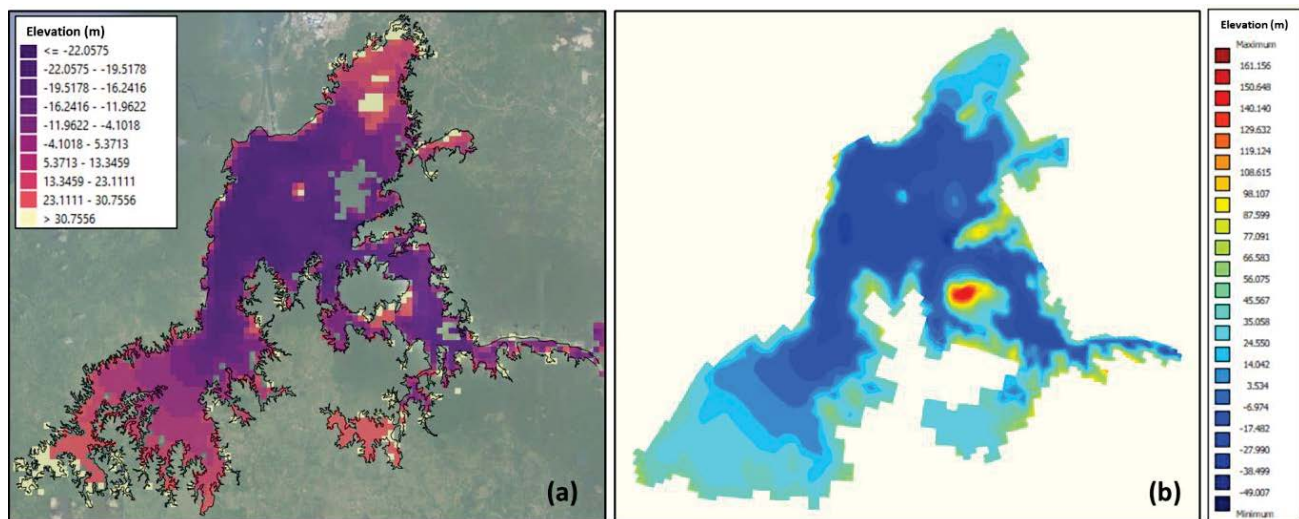 Elevation (m)
<= -22.0575
-22.0575 - -19.5178
-19.5178 - -16.2416
-16.2416 - -11.9622
-11.9622 - -4.1018
-4.1018 - 5.3713
5.3713 - 13.3459
13.3459 - 23.1111
23.1111 - 30.7556
> 30.7556
(a)
(b)
Elevation (m)
Maximum
161.156
150.648
140.140
129.632
119.124
108.615
98.107
87.599
77.091
66.583
56.075
45.567
35.058
24.550
14.042
3.534
-6.974
-17.482
-27.990
-38.499
-49.007
Minimum